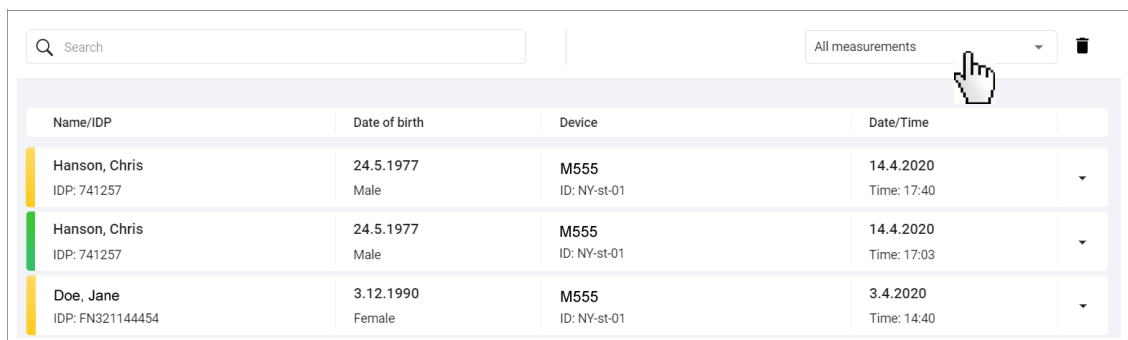 Search
All measurements
Name/IDP Date of birth Device Date/Time
Hanson, Chris 24.5.1977 M555 14.4.2020
IDP: 741257 Male ID: NY-st-01 Time: 17:40
Hanson, Chris 24.5.1977 M555 14.4.2020
IDP: 741257 Male ID: NY-st-01 Time: 17:03
Doe, Jane 3.12.1990 M555 3.4.2020
IDP: FN321144454 Female ID: NY-st-01 Time: 14:40